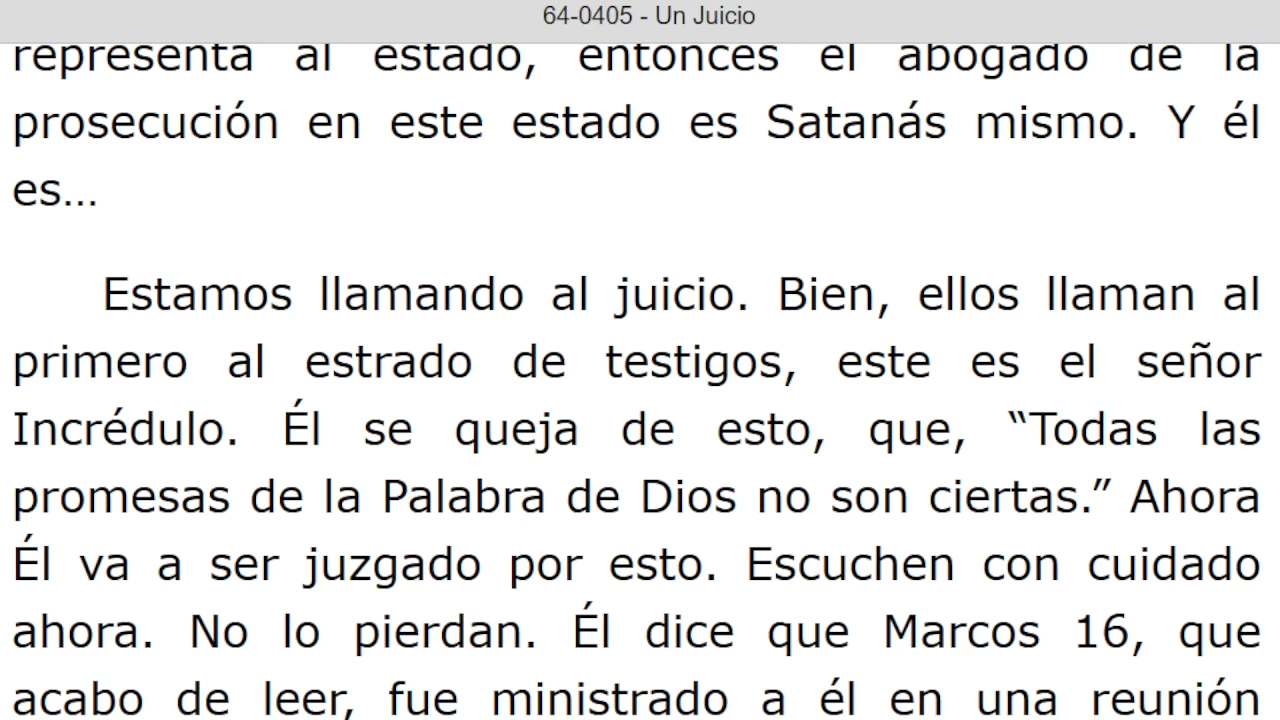 64-0405 - Un Juicio
representa al estado, entonces el abogado de la
prosecución en este estado es Satanás mismo. Y él
es...
Estamos llamando al juicio. Bien, ellos llaman al
primero al estrado de testigos, este es el señor
Incrédulo. Él se queja de esto, que, “Todas las
promesas de la Palabra de Dios no son ciertas.” Ahora
Él va a ser juzgado por esto. Escuchen con cuidado
ahora. No lo pierdan. Él dice que Marcos 16, que
acabo de leer, fue ministrado a él en una reunión